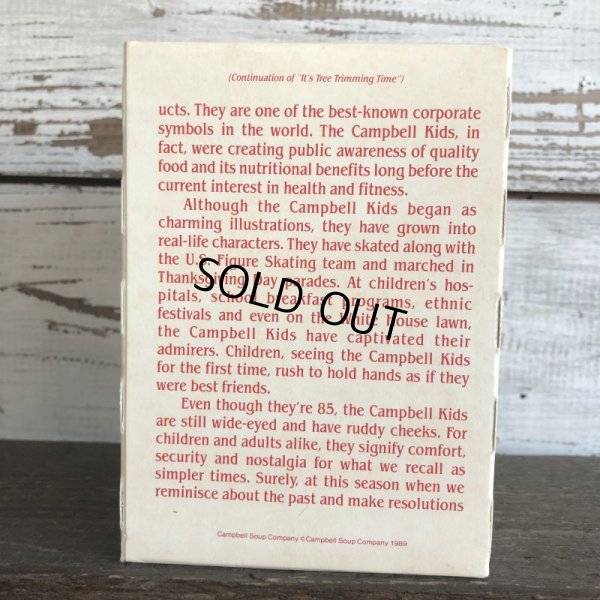 (Continuation of "It's Tree Trimming Time")
ucts. They are one of the best-known corporate
symbols in the world. The Campbell Kids, in
fact, were creating public awareness of quality
food and its nutritional benefits long before the
current interest in health and fitness.
Although the Campbell Kids began as
charming illustrations, they have grown into
real-life characters. They have skated along with
the U.S. Figure Skating team and marched in
Thanksgiving Day parades. At children's hos-
pitals, school breakfast programs, ethnic
festivals and even on the White House lawn,
the Campbell Kids have captivated their
admirers. Children, seeing the Campbell Kids
for the first time, rush to hold hands as if they
were best friends.
Even though they're 85, the Campbell Kids
are still wide-eyed and have ruddy cheeks. For
children and adults alike, they signify comfort,
security and nostalgia for what we recall as
simpler times. Surely, at this season when we
reminisce about the past and make resolutions
Campbell Soup Company © Campbell Soup Company 1989
SOLD OUT